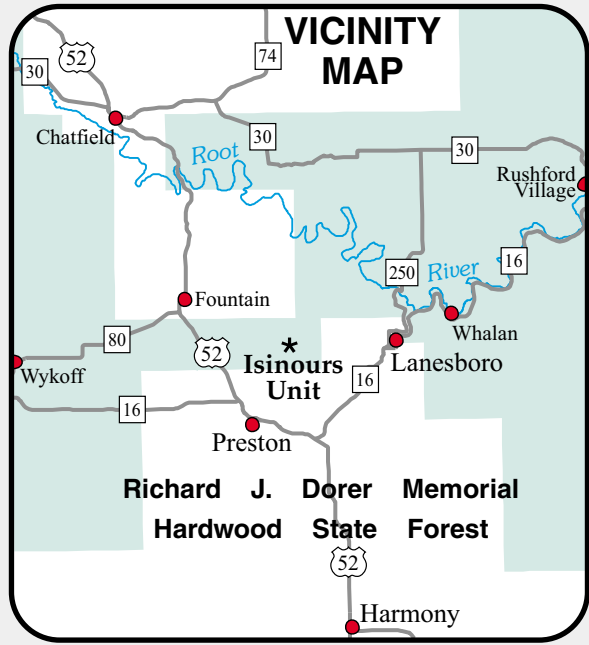 VICINITY
MAP
52
74
30
Chatfield
30
Root
30
Rushford
Village
16
250
River
Fountain
Whalan
80
52
Isinours
Unit
Lanesboro
Wykoff
16
16
Preston
Richard J. Dorer Memorial
Hardwood State Forest
52
Harmony